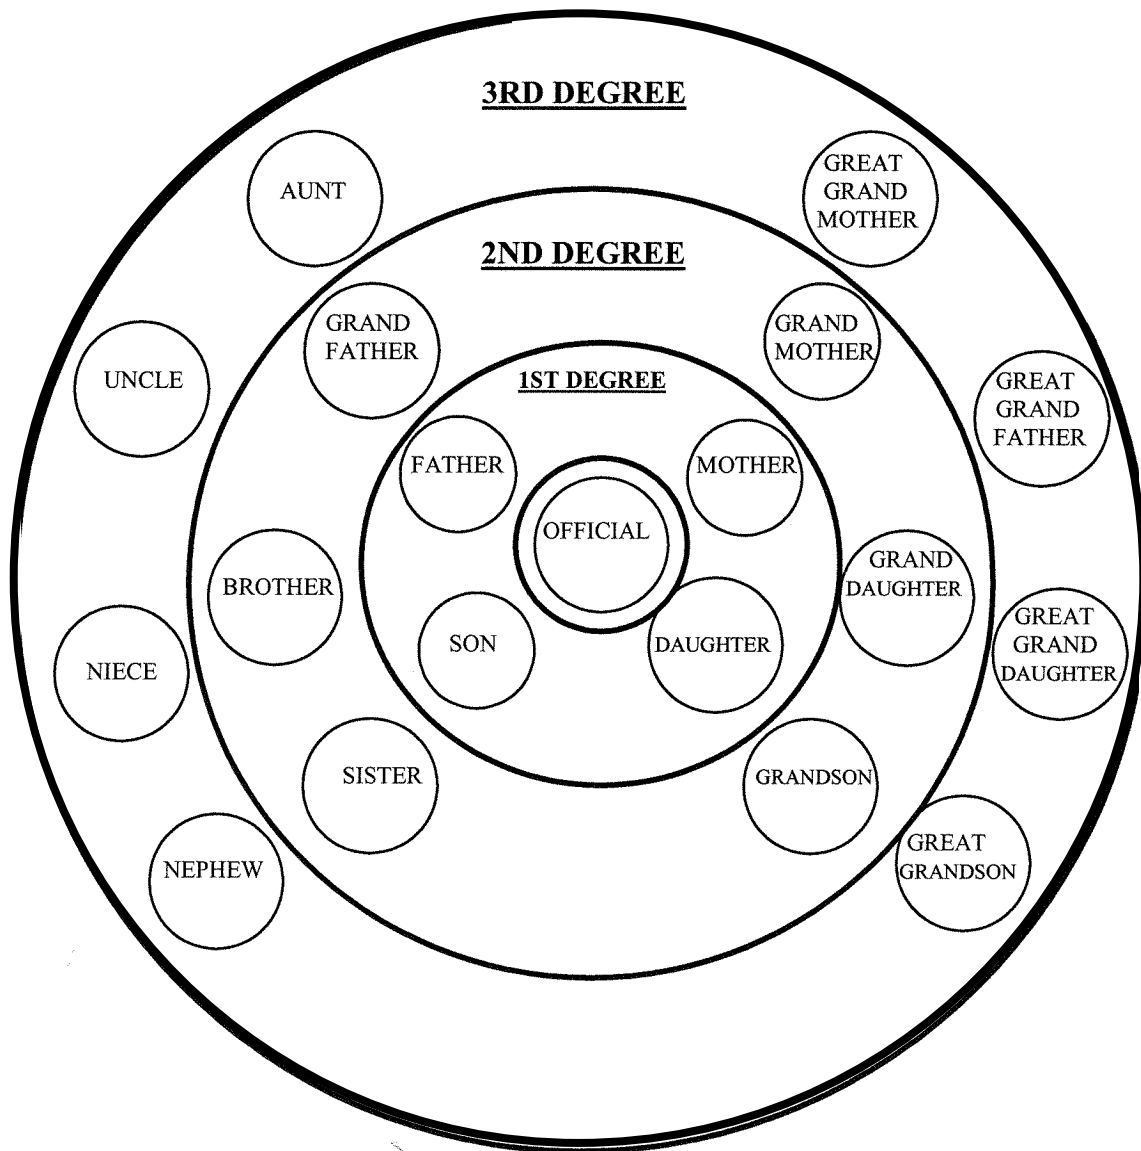 3RD DEGREE
AUNT
GREAT
GRAND
MOTHER
2ND DEGREE
GRAND
FATHER
GRAND
MOTHER
UNCLE
1ST DEGREE
GREAT
GRAND
FATHER
FATHER
MOTHER
OFFICIAL
BROTHER
GRAND
DAUGHTER
SON
DAUGHTER
NIECE
GREAT
GRAND
DAUGHTER
SISTER
GRANDSON
NEPHEW
GREAT
GRANDSON